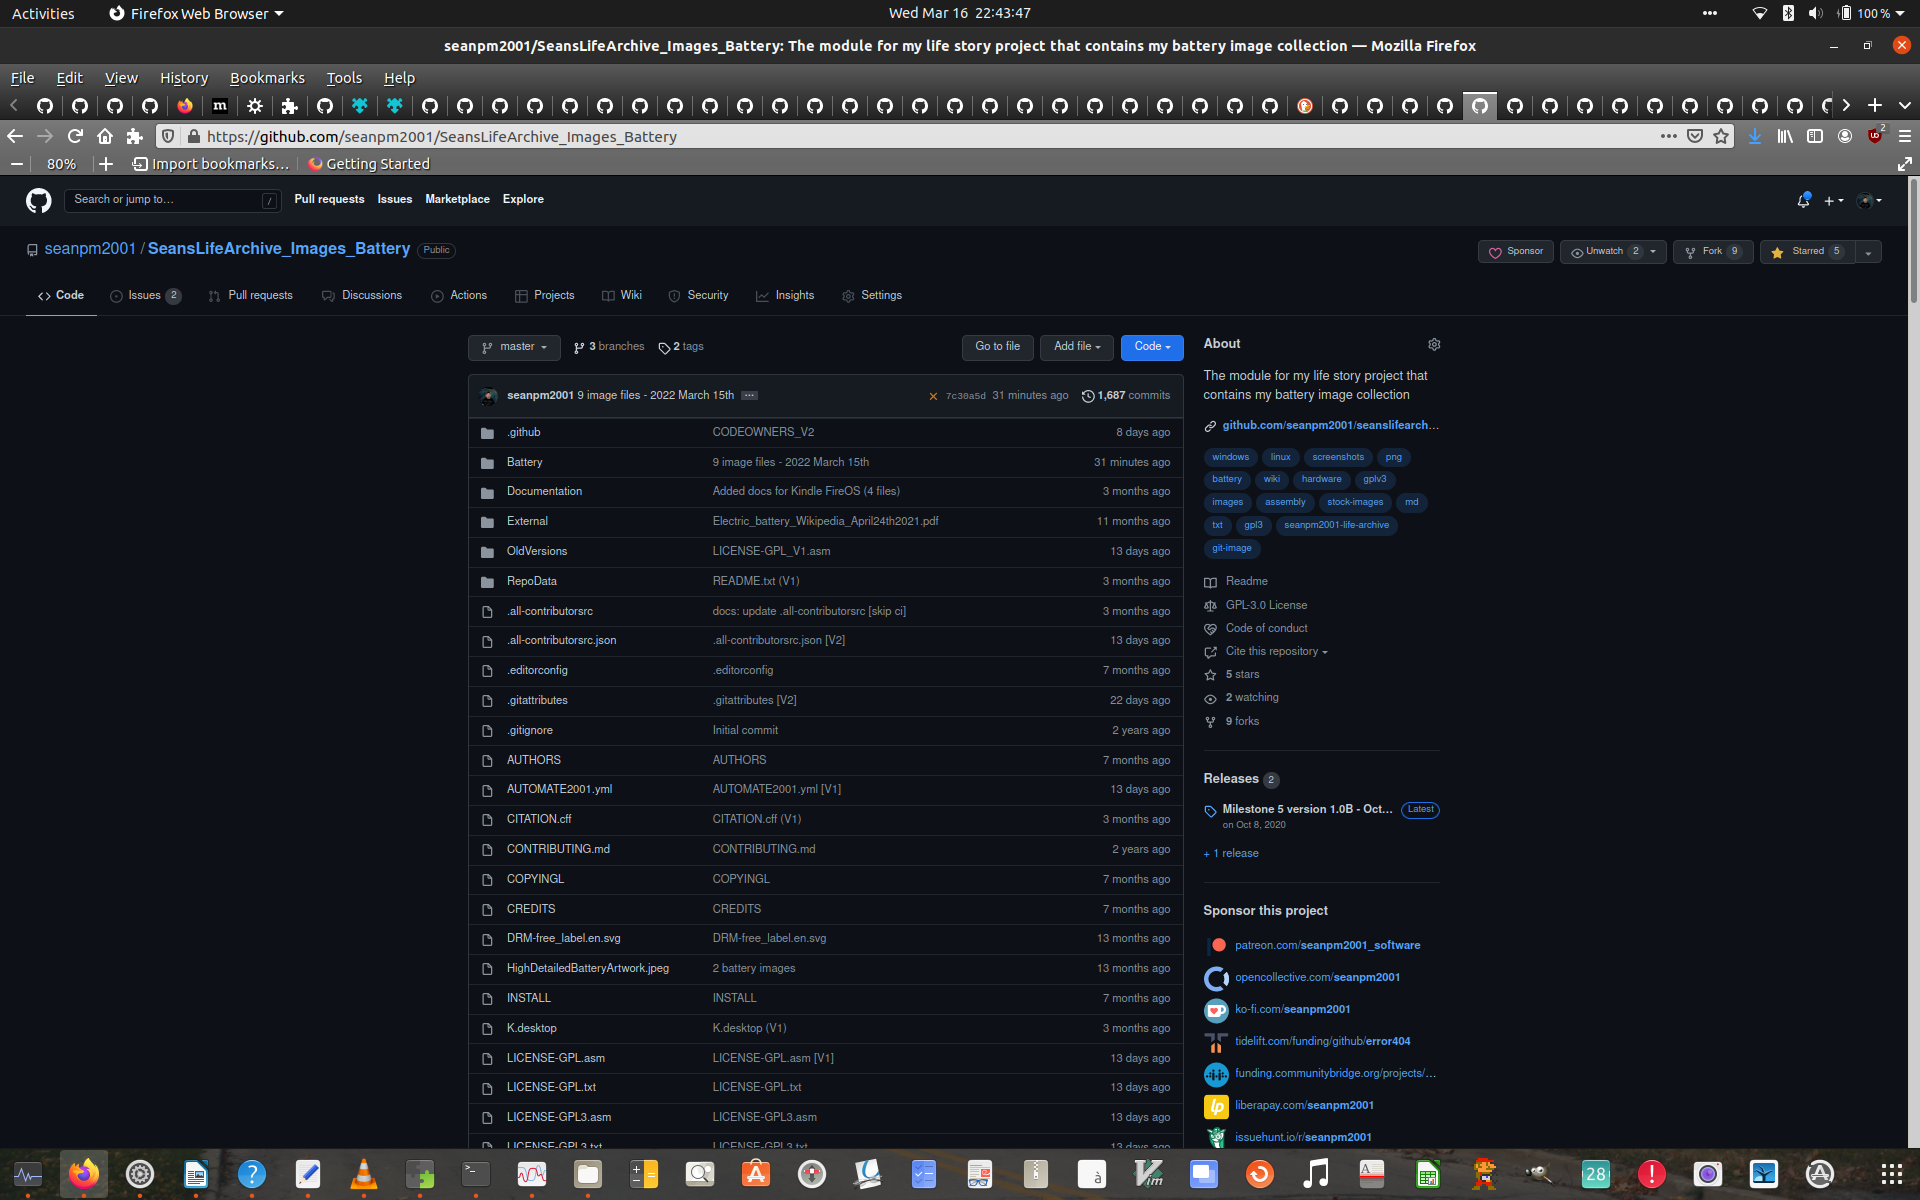 Activities Firefox Web Browser Wed Mar 16 22:43:47 100 %
seanpm2001/SeansLifeArchive_Images_Battery: The module for my life story project that contains my battery image collection — Mozilla Firefox
File Edit View History Bookmarks Tools Help
https://github.com/seanpm2001/SeansLifeArchive_Images_Battery 2
80% Import bookmarks... Getting Started
Search or jump to... / Pull requests Issues Marketplace Explore
seanpm2001 / SeansLifeArchive_Images_Battery Public Sponsor Unwatch 2 Fork 9 Starred 5
Code Issues 2 Pull requests Discussions Actions Projects Wiki Security Insights Settings
master 3 branches 2 tags Go to file Add file Code
seanpm2001 9 image files - 2022 March 15th 7c30a5d 31 minutes ago 1,687 commits
.github CODEOWNERS_V2 8 days ago
Battery 9 image files - 2022 March 15th 31 minutes ago
Documentation Added docs for Kindle FireOS (4 files) 3 months ago
External Electric_battery_Wikipedia_April24th2021.pdf 11 months ago
OldVersions LICENSE-GPL_V1.asm 13 days ago
RepoData README.txt (V1) 3 months ago
.all-contributorsrc docs: update .all-contributorsrc [skip ci] 3 months ago
.all-contributorsrc.json .all-contributorsrc.json [V2] 13 days ago
.editorconfig .editorconfig 7 months ago
.gitattributes .gitattributes [V2] 22 days ago
.gitignore Initial commit 2 years ago
AUTHORS AUTHORS 7 months ago
AUTOMATE2001.yml AUTOMATE2001.yml [V1] 13 days ago
CITATION.cff CITATION.cff (V1) 3 months ago
CONTRIBUTING.md CONTRIBUTING.md 2 years ago
COPYINGL COPYINGL 7 months ago
CREDITS CREDITS 7 months ago
DRM-free_label.en.svg DRM-free_label.en.svg 13 months ago
HighDetailedBatteryArtwork.jpeg 2 battery images 13 months ago
INSTALL INSTALL 7 months ago
K.desktop K.desktop (V1) 3 months ago
LICENSE-GPL.asm LICENSE-GPL.asm [V1] 13 days ago
LICENSE-GPL.txt LICENSE-GPL.txt 13 days ago
LICENSE-GPL3.asm LICENSE-GPL3.asm 13 days ago
LICENSE-GPL3.txt LICENSE-GPL3.txt 13 days ago
About
The module for my life story project that
contains my battery image collection
github.com/seanpm2001/seanslifearch...
windows linux screenshots png
battery wiki hardware gplv3
images assembly stock-images md
txt gpl3 seanpm2001-life-archive
git-image
Readme
GPL-3.0 License
Code of conduct
Cite this repository
5 stars
2 watching
9 forks
Releases 2
Milestone 5 version 1.0B - Oct... Latest
on Oct 8, 2020
+ 1 release
Sponsor this project
patreon.com/seanpm2001_software
opencollective.com/seanpm2001
ko-fi.com/seanpm2001
tidelift.com/funding/github/error404
funding.communitybridge.org/projects/...
liberapay.com/seanpm2001
issuehunt.io/r/seanpm2001
28